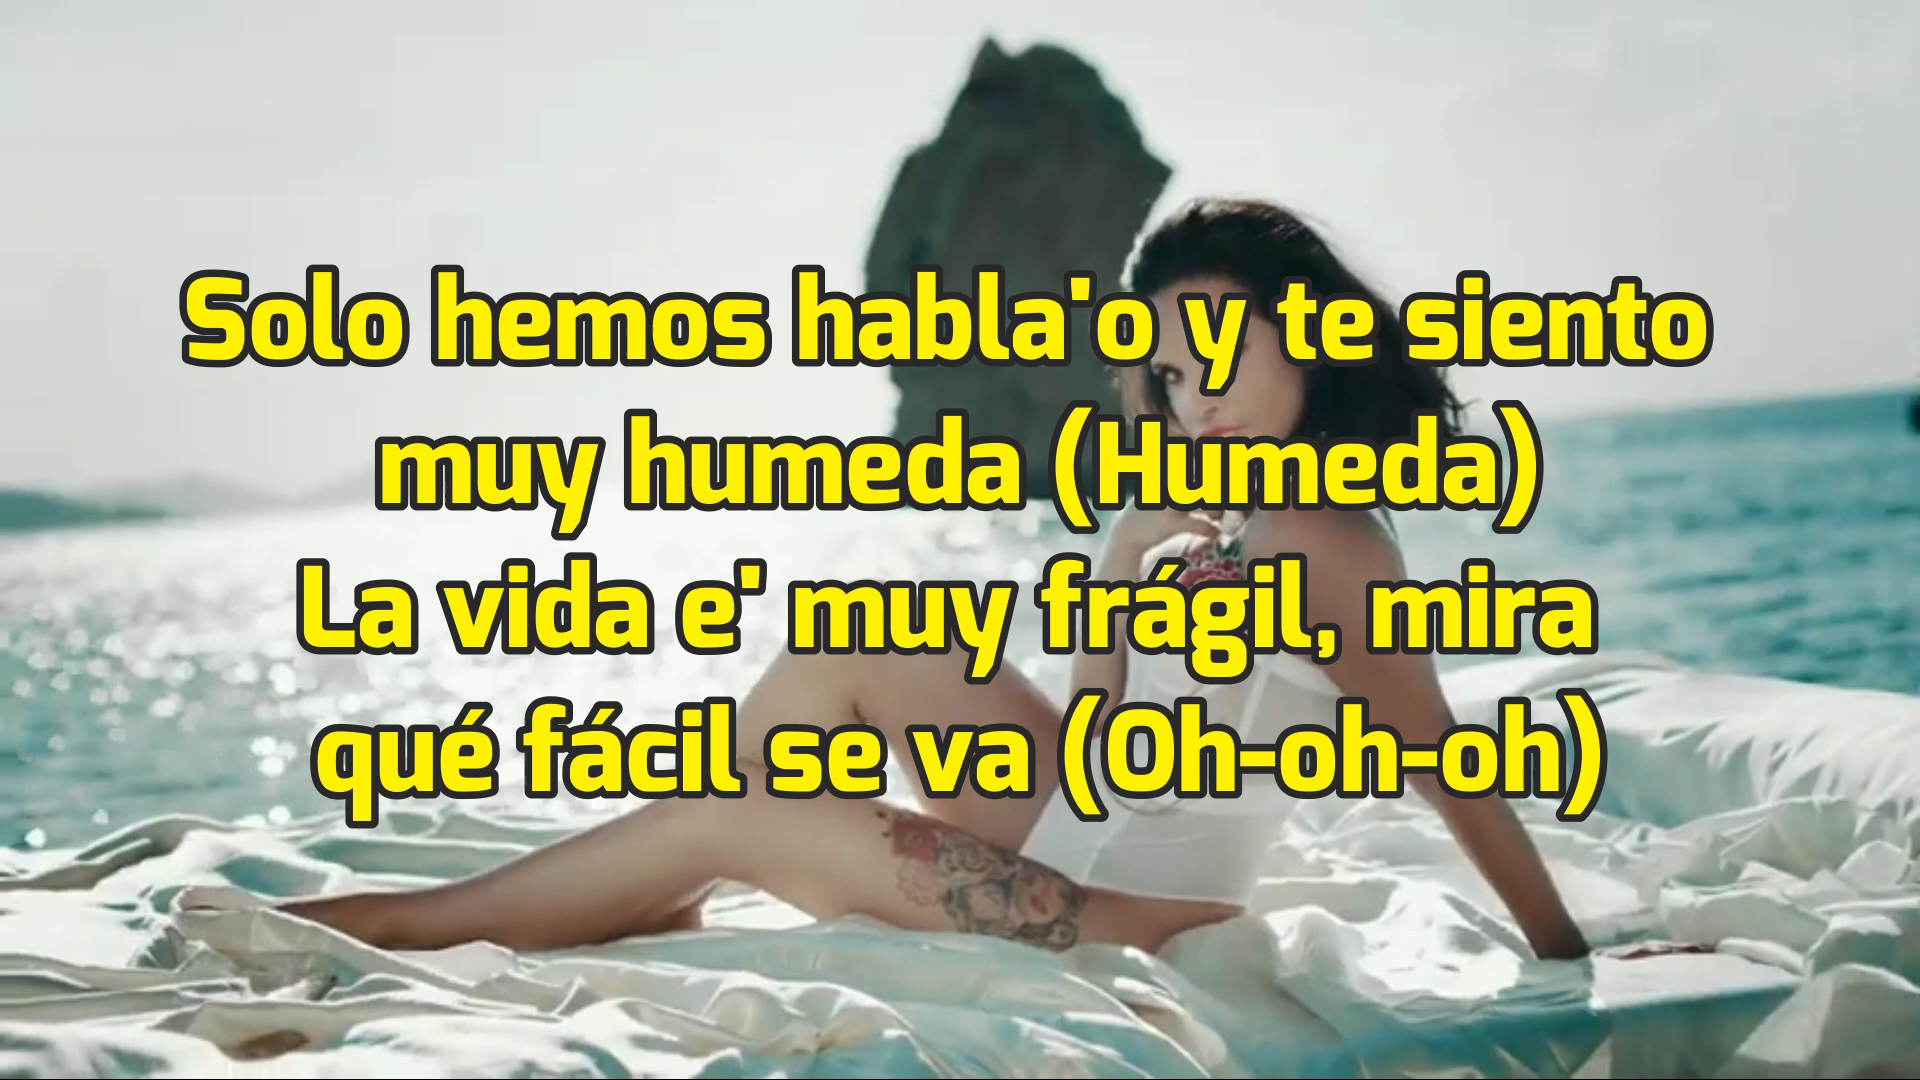 Solo hemos habla'o y te siento
muy humeda (Humeda)
La vida e' muy frágil, mira
qué fácil se va (Oh-oh-oh)